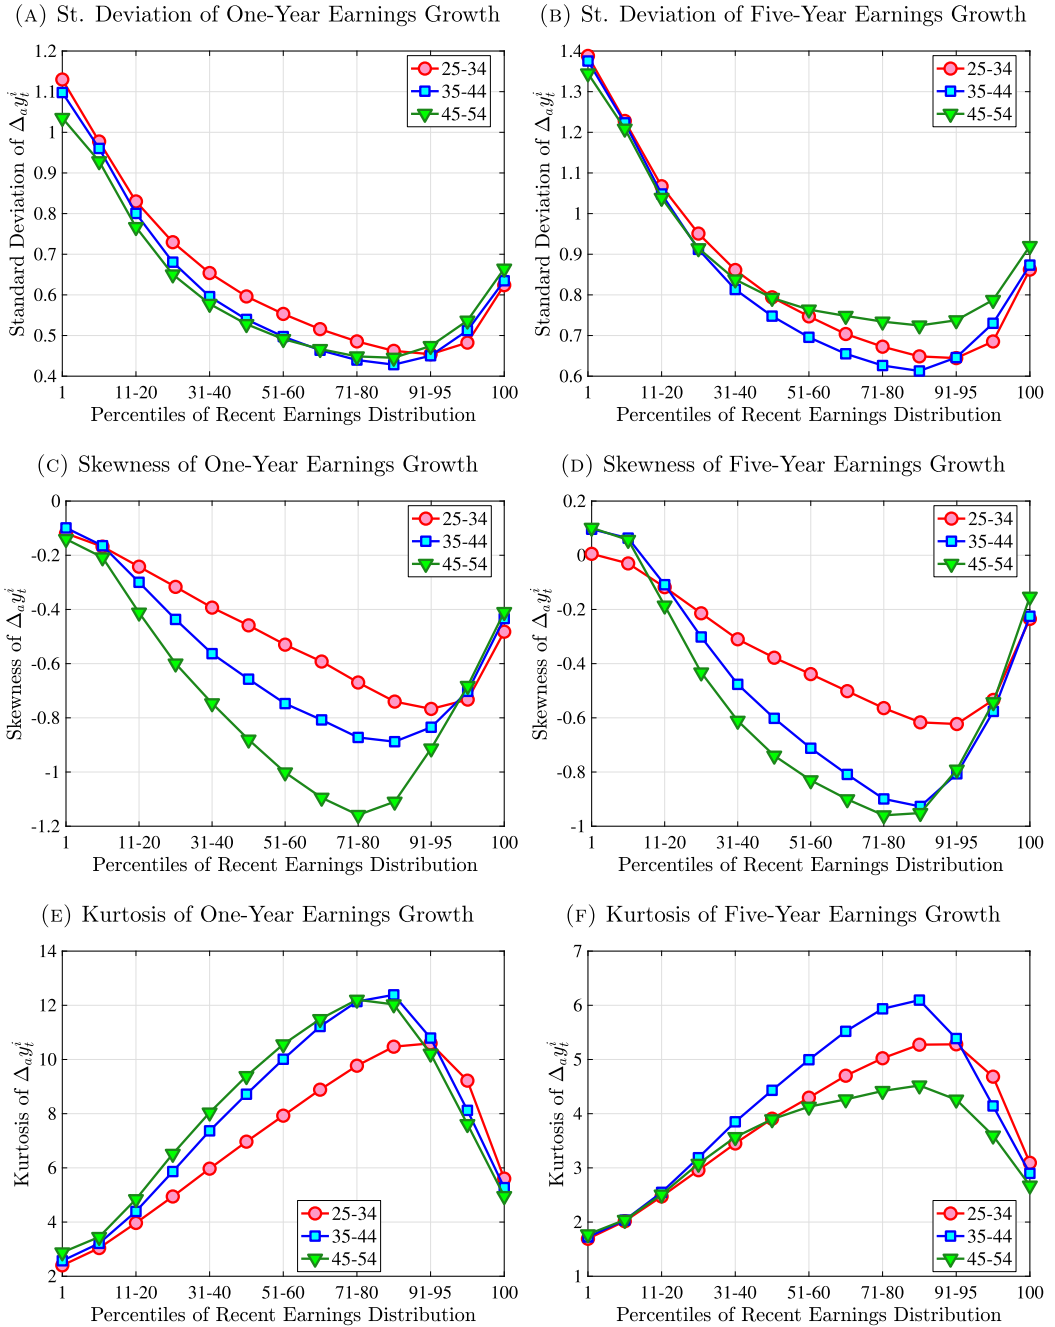 (A) St. Deviation of One-Year Earnings Growth
Standard Deviation of Δₐyₜⁱ
1.2
1.1
1
0.9
0.8
0.7
0.6
0.5
0.4
25-34
35-44
45-54
1 11-20 31-40 51-60 71-80 91-95 100
Percentiles of Recent Earnings Distribution
(B) St. Deviation of Five-Year Earnings Growth
Standard Deviation of Δₐyₜⁱ
1.4
1.3
1.2
1.1
1
0.9
0.8
0.7
0.6
25-34
35-44
45-54
1 11-20 31-40 51-60 71-80 91-95 100
Percentiles of Recent Earnings Distribution
(C) Skewness of One-Year Earnings Growth
Skewness of Δₐyₜⁱ
0
-0.2
-0.4
-0.6
-0.8
-1
-1.2
25-34
35-44
45-54
1 11-20 31-40 51-60 71-80 91-95 100
Percentiles of Recent Earnings Distribution
(D) Skewness of Five-Year Earnings Growth
Skewness of Δₐyₜⁱ
0.2
0
-0.2
-0.4
-0.6
-0.8
-1
25-34
35-44
45-54
1 11-20 31-40 51-60 71-80 91-95 100
Percentiles of Recent Earnings Distribution
(E) Kurtosis of One-Year Earnings Growth
Kurtosis of Δₐyₜⁱ
14
12
10
8
6
4
2
25-34
35-44
45-54
1 11-20 31-40 51-60 71-80 91-95 100
Percentiles of Recent Earnings Distribution
(F) Kurtosis of Five-Year Earnings Growth
Kurtosis of Δₐyₜⁱ
7
6
5
4
3
2
1
25-34
35-44
45-54
1 11-20 31-40 51-60 71-80 91-95 100
Percentiles of Recent Earnings Distribution